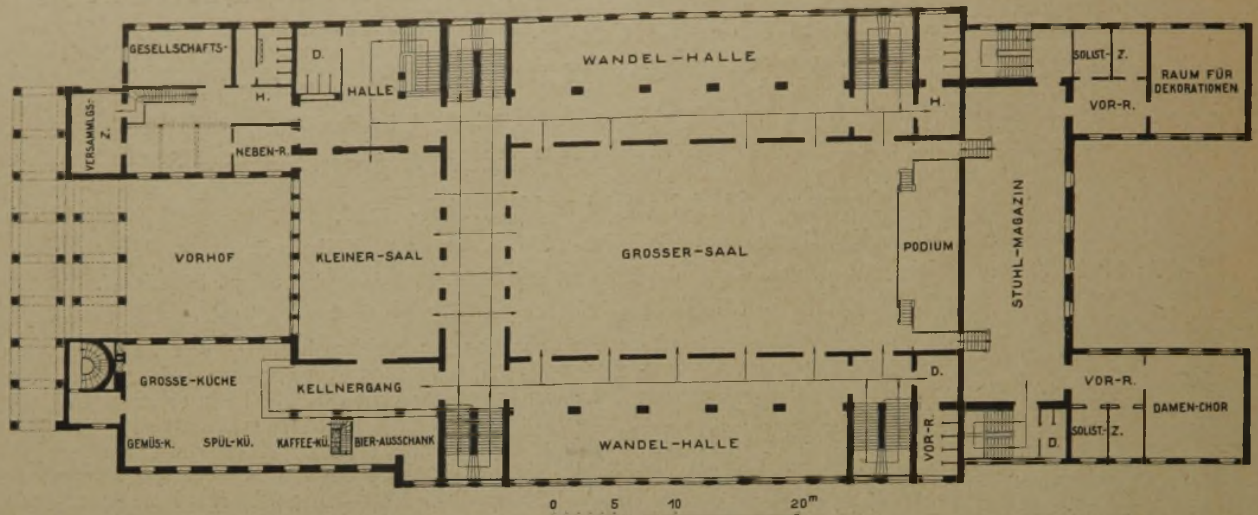 GESELLSCHAFTS-
D.
HALLE
WANDEL-HALLE
SOLIST-Z.
RAUM FÜR
DEKORATIONEN
VERSAMMLGS.-
Z.
H.
NEBEN-R.
H.
VOR-R.
VORHOF
KLEINER-SAAL
GROSSER-SAAL
PODIUM
STUHL-MAGAZIN
GROSSE-KÜCHE
KELLNERGANG
D.
VOR-R.
DAMEN-CHOR
GEMÜS-K.
SPÜL-KÜ.
KAFFEE-KÜ.
BIER-AUSSCHANK
WANDEL-HALLE
VOR-R.
D.
SOLIST.-Z.
0 5 10 20m